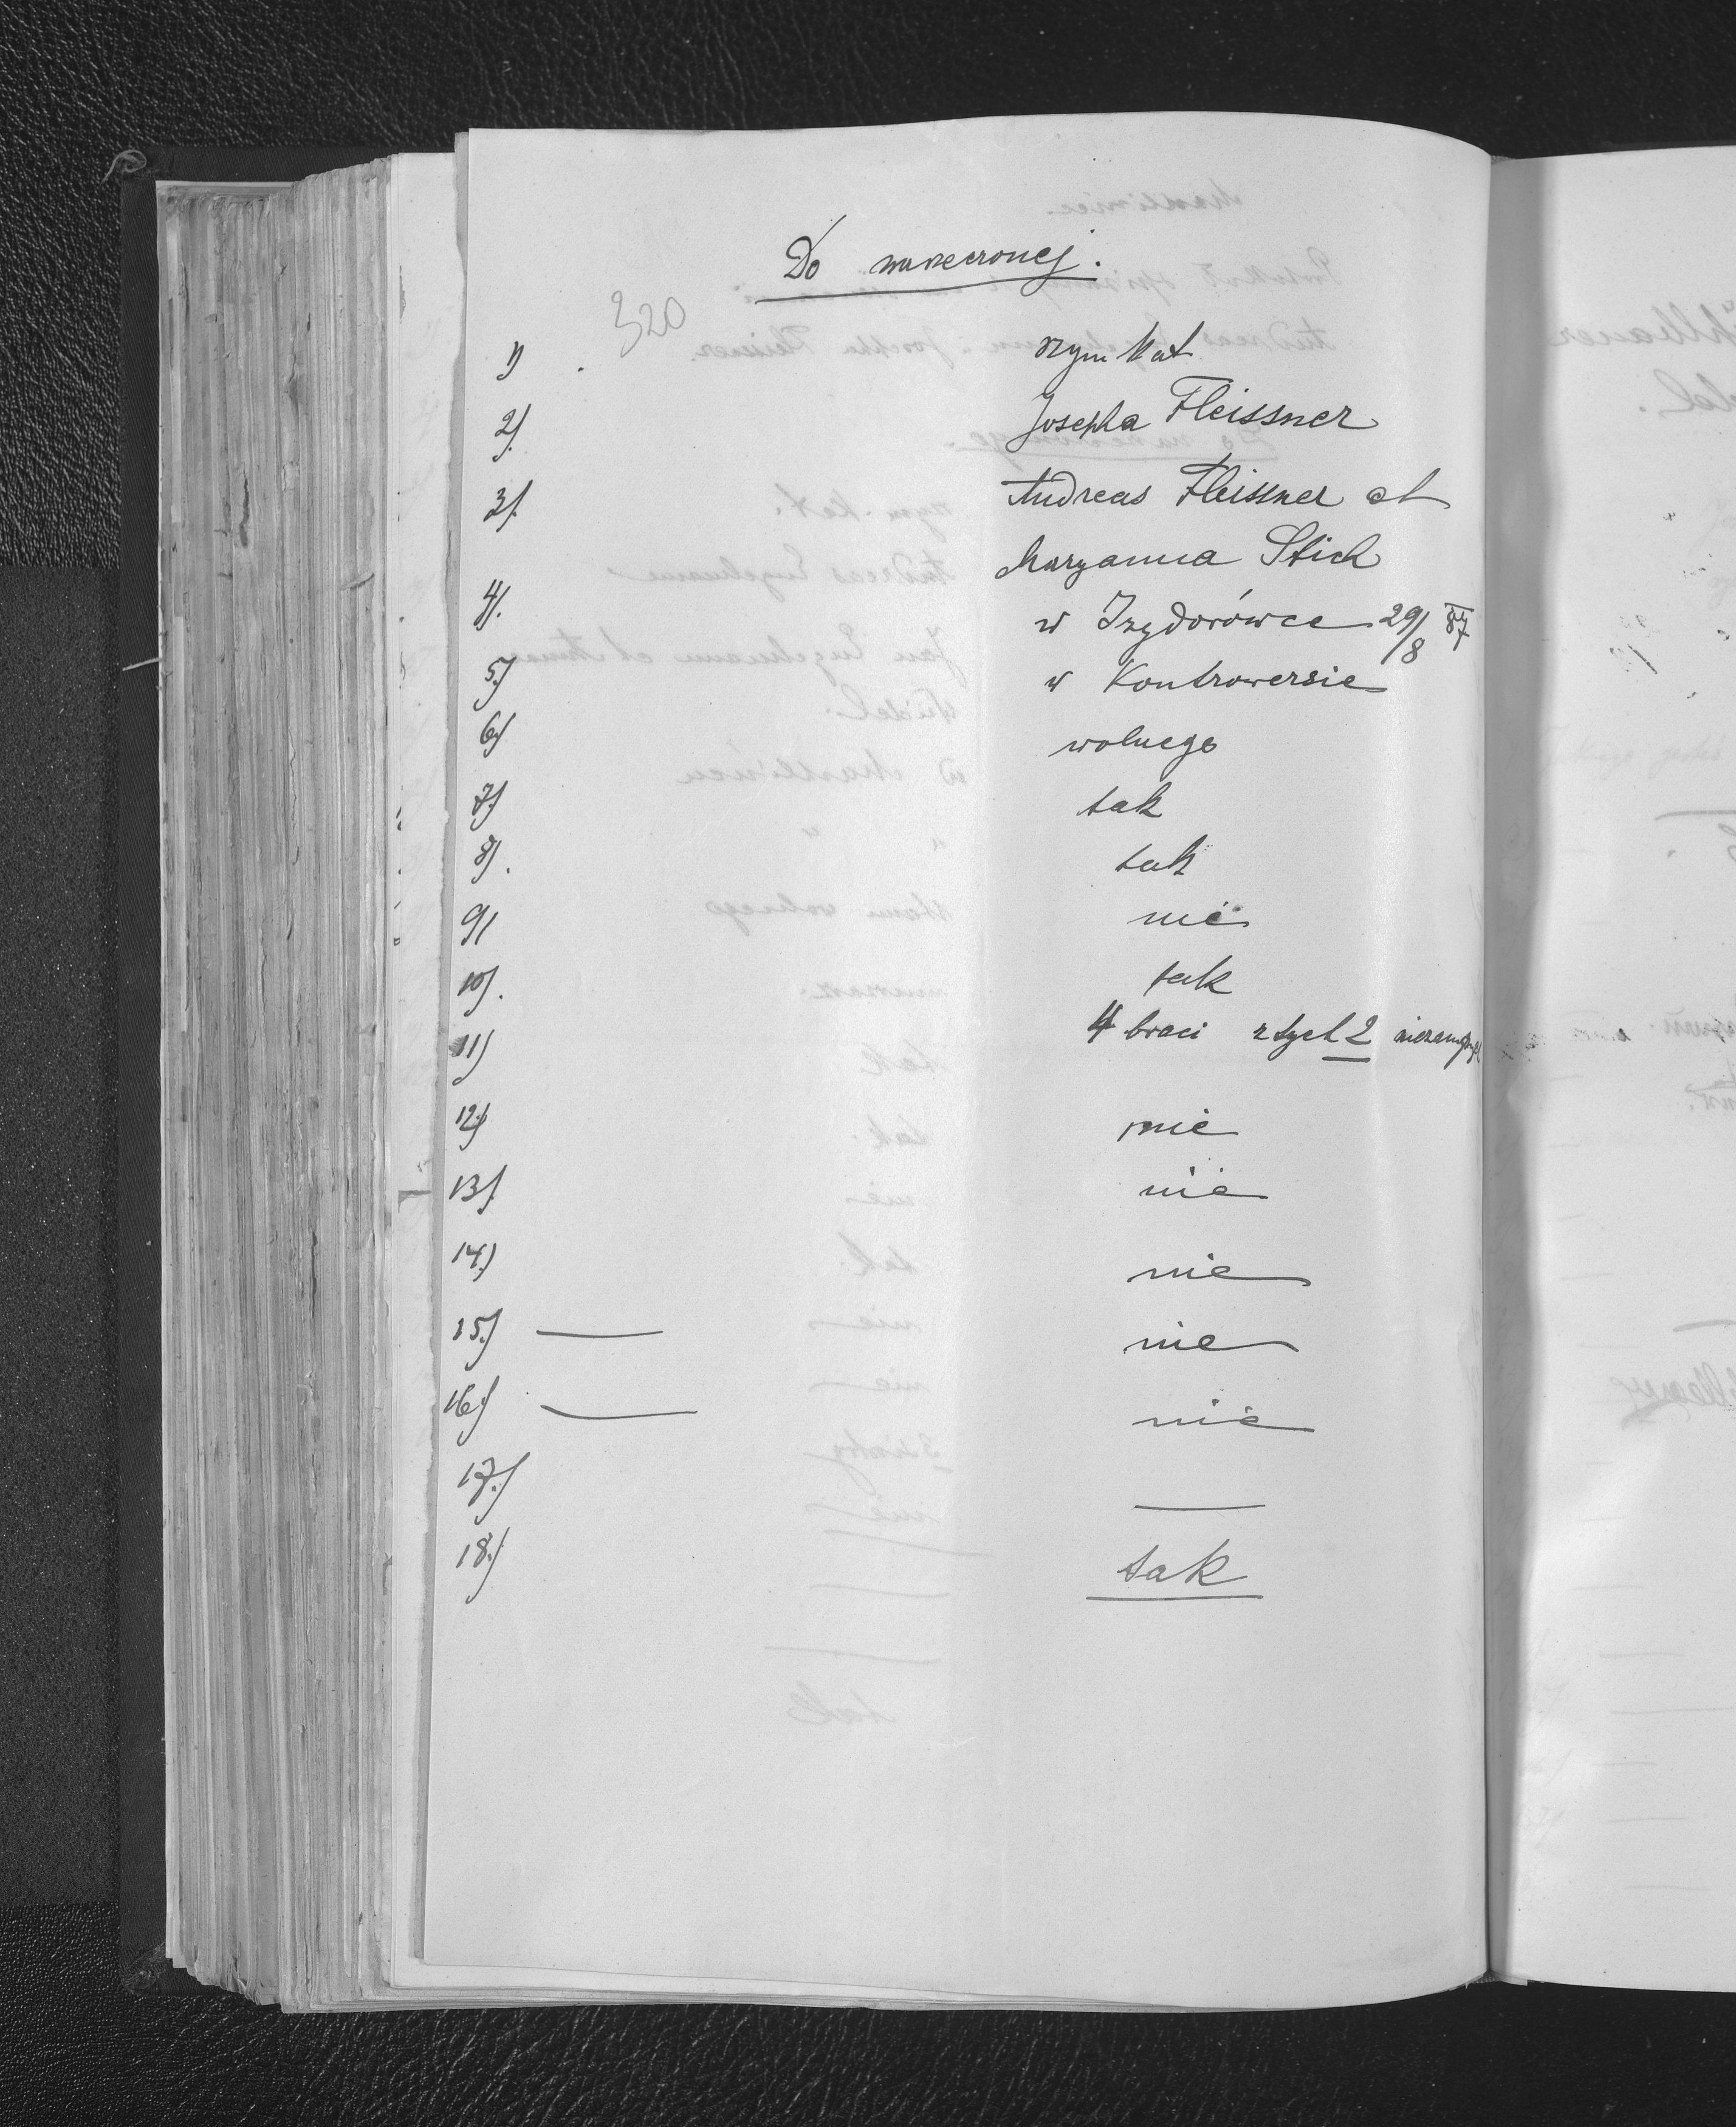 Do narzeczonej.
320
1) rzym kat
2). Josepha Fleissner
3). Andreas Fleissner et
Maryanna Stich
4). w Izydorówce 29/8 87
5.) w Kontrowersie
6.) wolnego
7.) tak
8). tak
9) nie
10). tak
11) 4 braci z tych 2
12.) nie
13). nie
14.) nie
15.) — nie
16.) — nie
17.) —
18.) tak